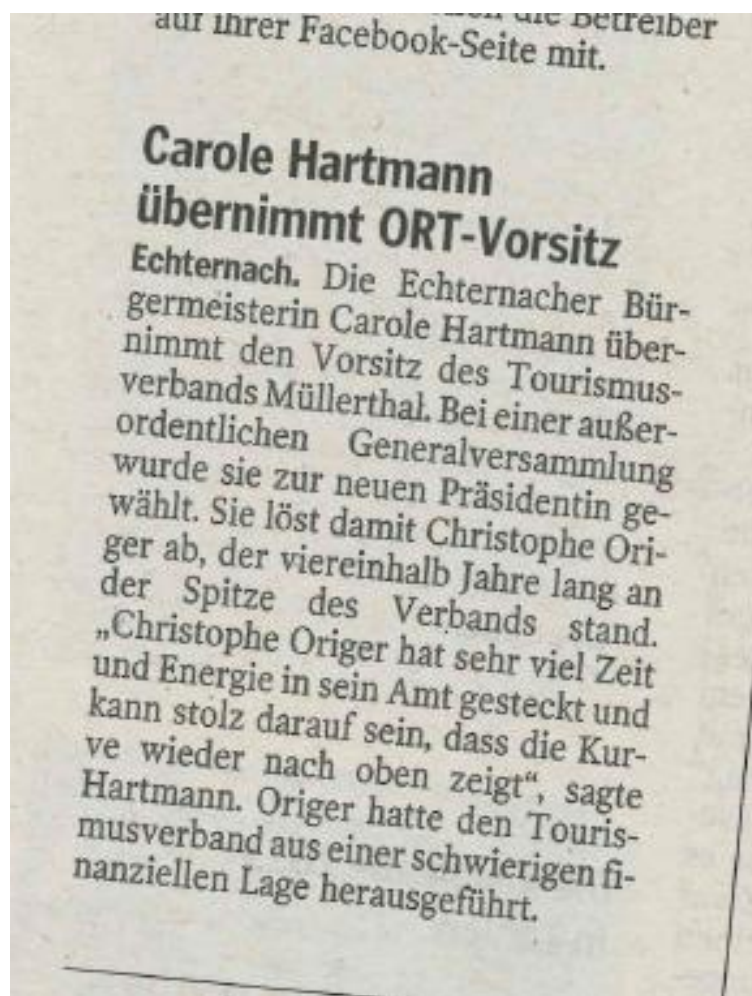 die Betreiber
auf ihrer Facebook-Seite mit.
Carole Hartmann
übernimmt ORT-Vorsitz
Echternach. Die Echternacher Bür-
germeisterin Carole Hartmann über-
nimmt den Vorsitz des Tourismus-
verbands Müllerthal. Bei einer außer-
ordentlichen Generalversammlung
wurde sie zur neuen Präsidentin ge-
wählt. Sie löst damit Christophe Ori-
ger ab, der viereinhalb Jahre lang an
der Spitze des Verbands stand.
„Christophe Origer hat sehr viel Zeit
und Energie in sein Amt gesteckt und
kann stolz darauf sein, dass die Kur-
ve wieder nach oben zeigt“, sagte
Hartmann. Origer hatte den Touris-
musverband aus einer schwierigen fi-
nanziellen Lage herausgeführt.